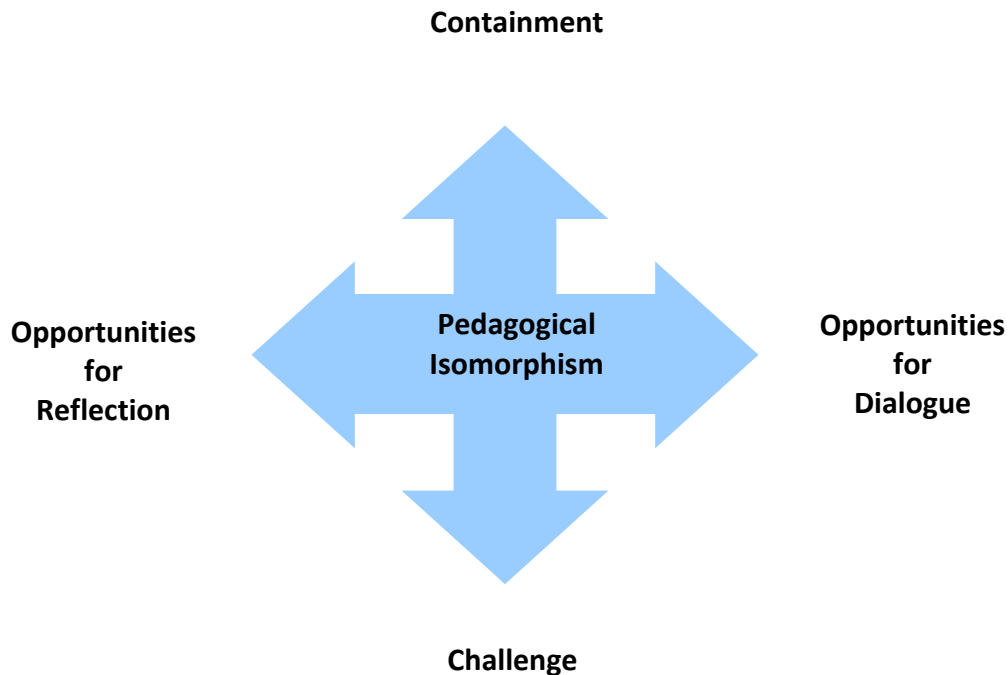 Containment
Opportunities
for
Reflection
Pedagogical
Isomorphism
Opportunities
for
Dialogue
Challenge